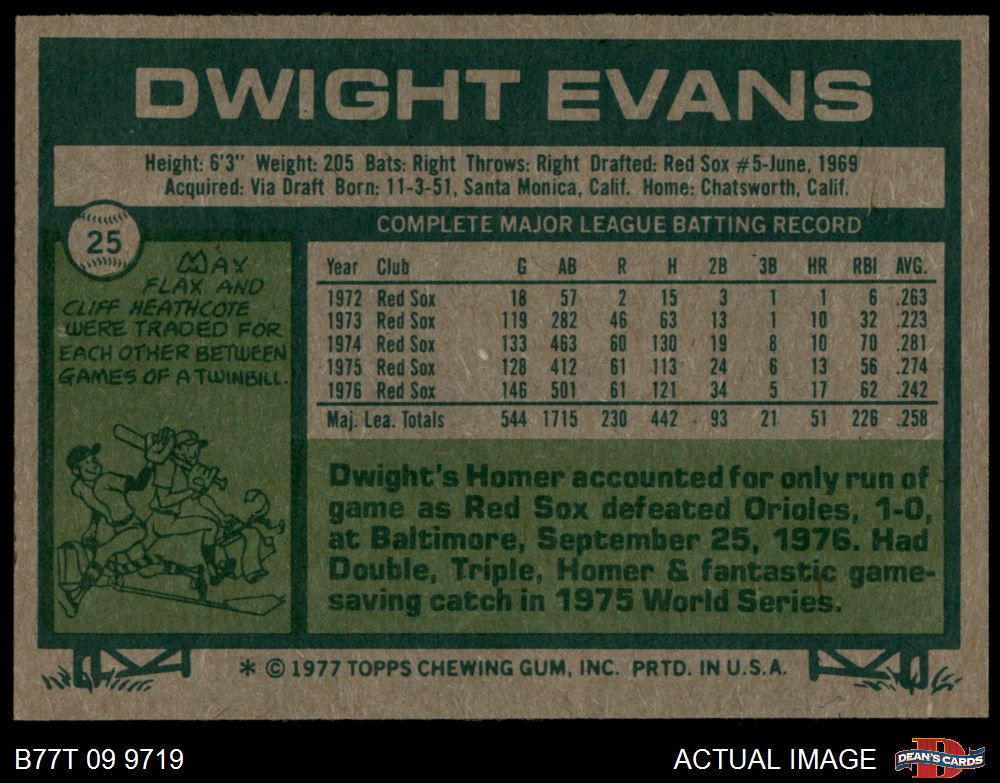 DWIGHT EVANS
Height: 6'3" Weight: 205 Bats: Right Throws: Right Drafted: Red Sox #5-June, 1969
Acquired: Via Draft Born: 11-3-51, Santa Monica, Calif. Home: Chatsworth, Calif.
25
COMPLETE MAJOR LEAGUE BATTING RECORD
MAX
FLAX AND
CLIFF HEATHCOTE
WERE TRADED FOR
EACH OTHER BETWEEN
GAMES OF A TWINBILL.
Year Club G AB R H 2B 3B HR RBI AVG.
1972 Red Sox 18 57 2 15 3 1 1 6 .263
1973 Red Sox 119 282 46 63 13 1 10 32 .223
1974 Red Sox 133 463 60 130 19 8 10 70 .281
1975 Red Sox 128 412 61 113 24 6 13 56 .274
1976 Red Sox 146 501 61 121 34 5 17 62 .242
Maj. Lea. Totals 544 1715 230 442 93 21 51 226 .258
Dwight's Homer accounted for only run of
game as Red Sox defeated Orioles, 1-0,
at Baltimore, September 25, 1976. Had
Double, Triple, Homer & fantastic game-
saving catch in 1975 World Series.
* © 1977 TOPPS CHEWING GUM, INC. PRTD. IN U.S.A.
B77T 09 9719
ACTUAL IMAGE
DEAN'S CARDS